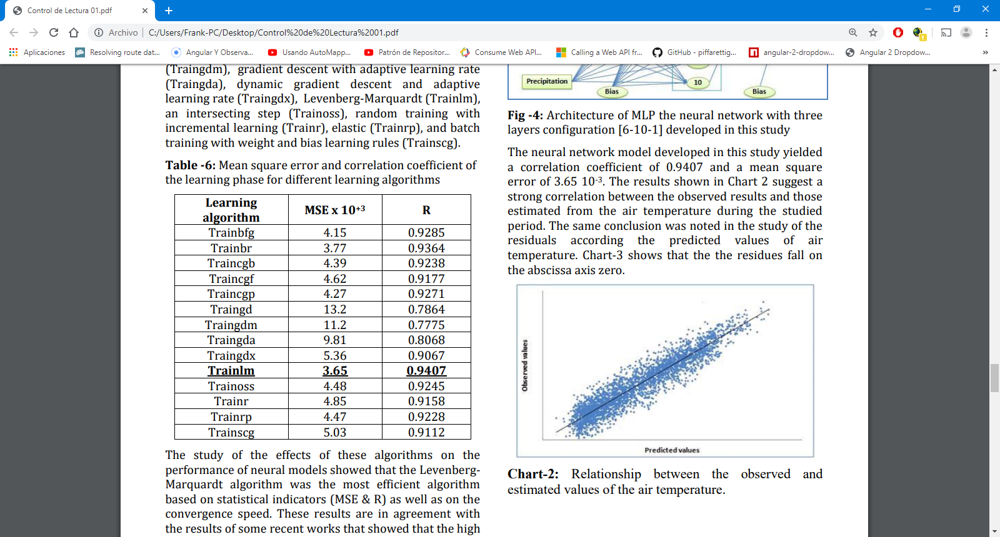 Control de Lectura 01.pdf
Archivo
C:/Users/Frank-PC/Desktop/Control%20de%20Lectura%2001.pdf
Aplicaciones
Resolving route dat...
Angular Y Observa...
Usando AutoMapp...
Patrón de Repositor...
Consume Web API...
Calling a Web API fr...
GitHub - piffarettig...
angular-2-dropdow...
Angular 2 Dropdow...
(Traingdm), gradient descent with adaptive learning rate
(Traingda), dynamic gradient descent and adaptive
learning rate (Traingdx), Levenberg-Marquardt (Trainlm),
an intersecting step (Trainoss), random training with
incremental learning (Trainr), elastic (Trainrp), and batch
training with weight and bias learning rules (Trainscg).
Table -6: Mean square error and correlation coefficient of
the learning phase for different learning algorithms
Learning algorithm MSE x 10+3 R
Trainbfg 4.15 0.9285
Trainbr 3.77 0.9364
Traincgb 4.39 0.9238
Traincgf 4.62 0.9177
Traincgp 4.27 0.9271
Traingd 13.2 0.7864
Traingdm 11.2 0.7775
Traingda 9.81 0.8068
Traingdx 5.36 0.9067
Trainlm 3.65 0.9407
Trainoss 4.48 0.9245
Trainr 4.85 0.9158
Trainrp 4.47 0.9228
Trainscg 5.03 0.9112
The study of the effects of these algorithms on the
performance of neural models showed that the Levenberg-
Marquardt algorithm was the most efficient algorithm
based on statistical indicators (MSE & R) as well as on the
convergence speed. These results are in agreement with
the results of some recent works that showed that the high
Precipitation
Bias
10
Bias
Fig -4: Architecture of MLP the neural network with three
layers configuration [6-10-1] developed in this study
The neural network model developed in this study yielded
a correlation coefficient of 0.9407 and a mean square
error of 3.65 10-3. The results shown in Chart 2 suggest a
strong correlation between the observed results and those
estimated from the air temperature during the studied
period. The same conclusion was noted in the study of the
residuals according the predicted values of air
temperature. Chart-3 shows that the the residues fall on
the abscissa axis zero.
Observed values
Predicted values
Chart-2: Relationship between the observed and
estimated values of the air temperature.